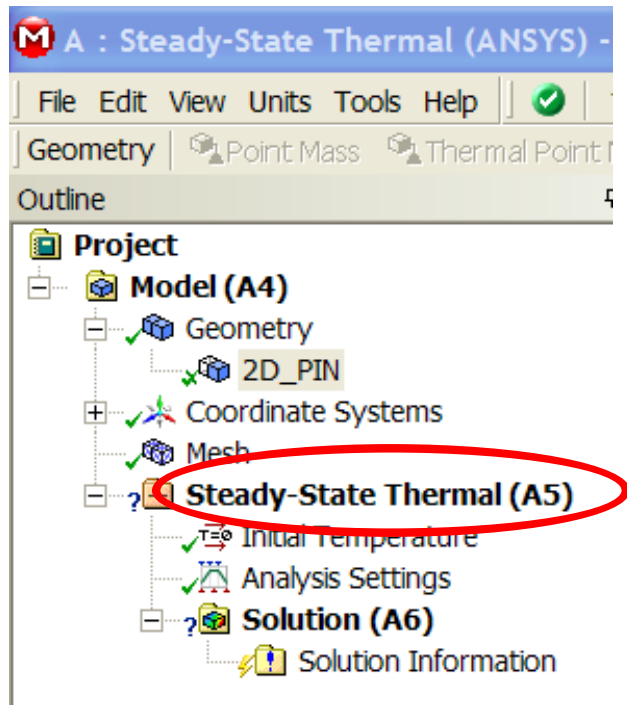 A : Steady-State Thermal (ANSYS) -
File Edit View Units Tools Help
Geometry Point Mass Thermal Point
Outline
Project
Model (A4)
Geometry
2D_PIN
Coordinate Systems
Mesh
Steady-State Thermal (A5)
Initial Temperature
Analysis Settings
Solution (A6)
Solution Information